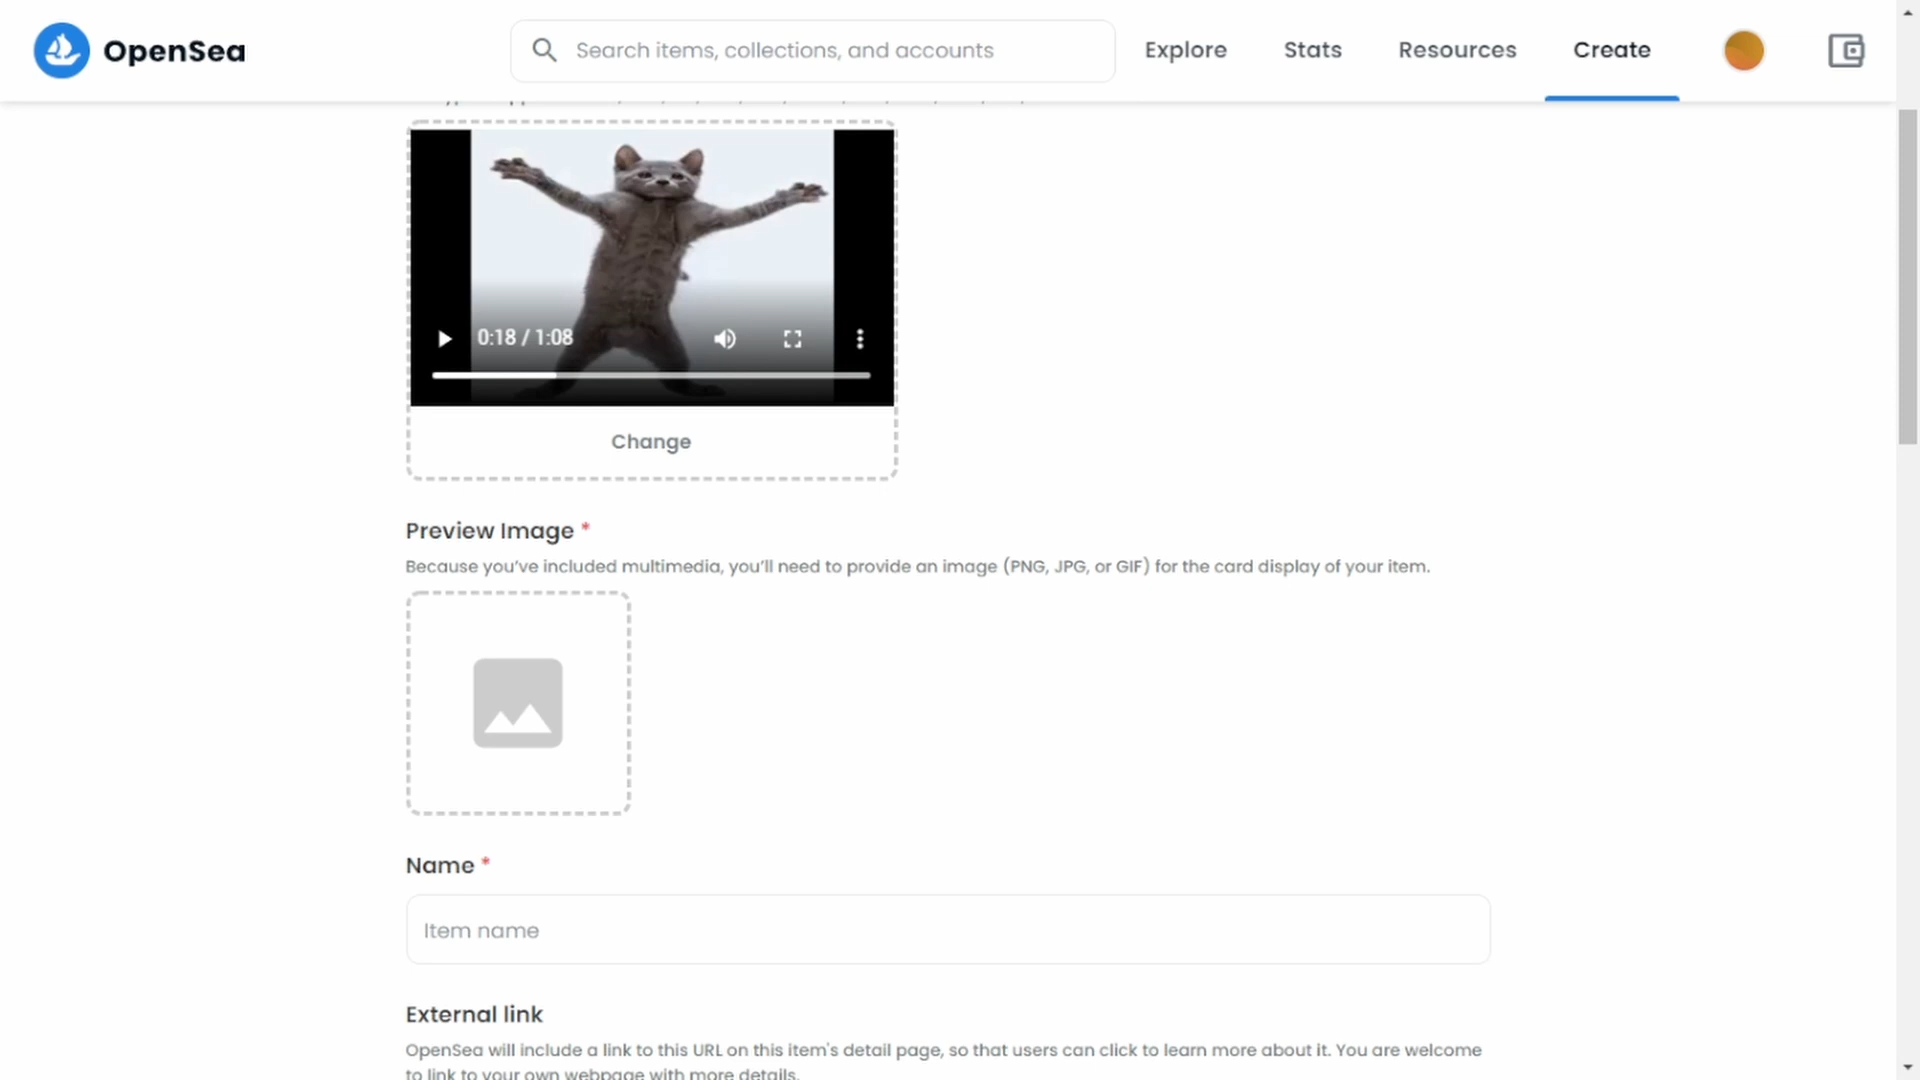 OpenSea
Search items, collections, and accounts
Explore
Stats
Resources
Create
0:18 / 1:08
Change
Preview Image *
Because you've included multimedia, you'll need to provide an image (PNG, JPG, or GIF) for the card display of your item.
Name *
Item name
External link
OpenSea will include a link to this URL on this item's detail page, so that users can click to learn more about it. You are welcome
to link to your own webpage with more details.